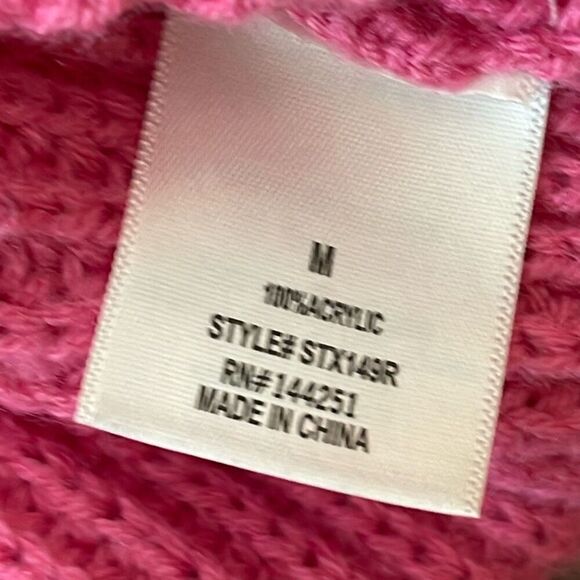 M
100%ACRYLIC
STYLE# STX149R
RN#144251
MADE IN CHINA